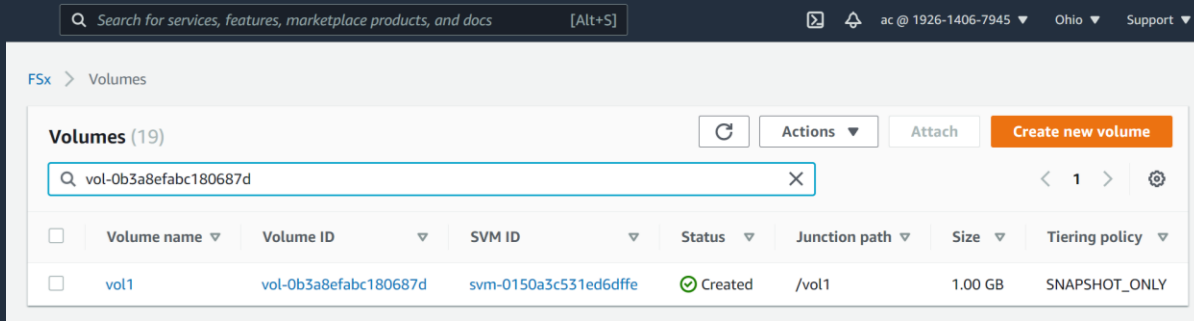 Search for services, features, marketplace products, and docs [Alt+S] ac @ 1926-1406-7945 Ohio Support
FSx Volumes
Volumes (19) Actions Attach Create new volume
vol-0b3a8efabc180687d 1
Volume name Volume ID SVM ID Status Junction path Size Tiering policy
vol1 vol-0b3a8efabc180687d svm-0150a3c531ed6dffe Created /vol1 1.00 GB SNAPSHOT_ONLY